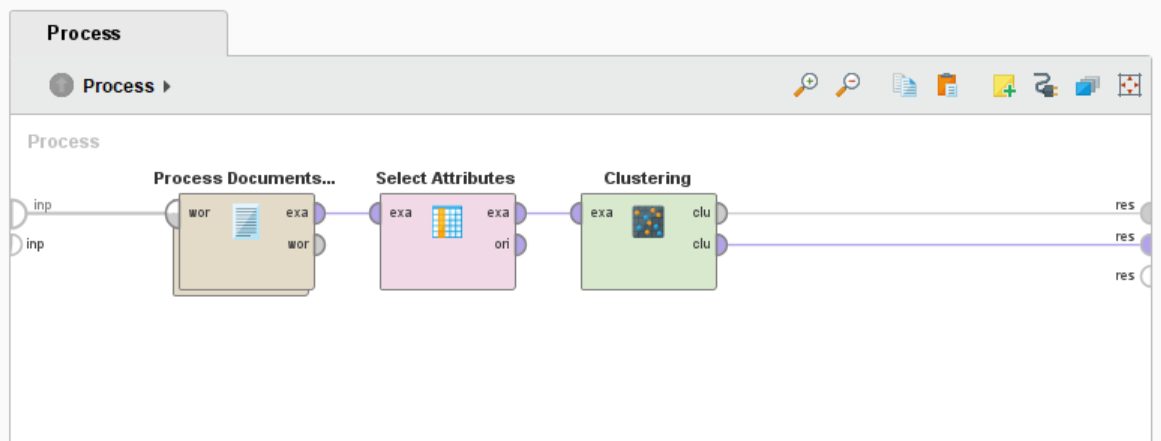 Process
Process
Process
Process Documents... Select Attributes Clustering
inp wor exa exa exa exa clu res
inp wor ori clu res
res